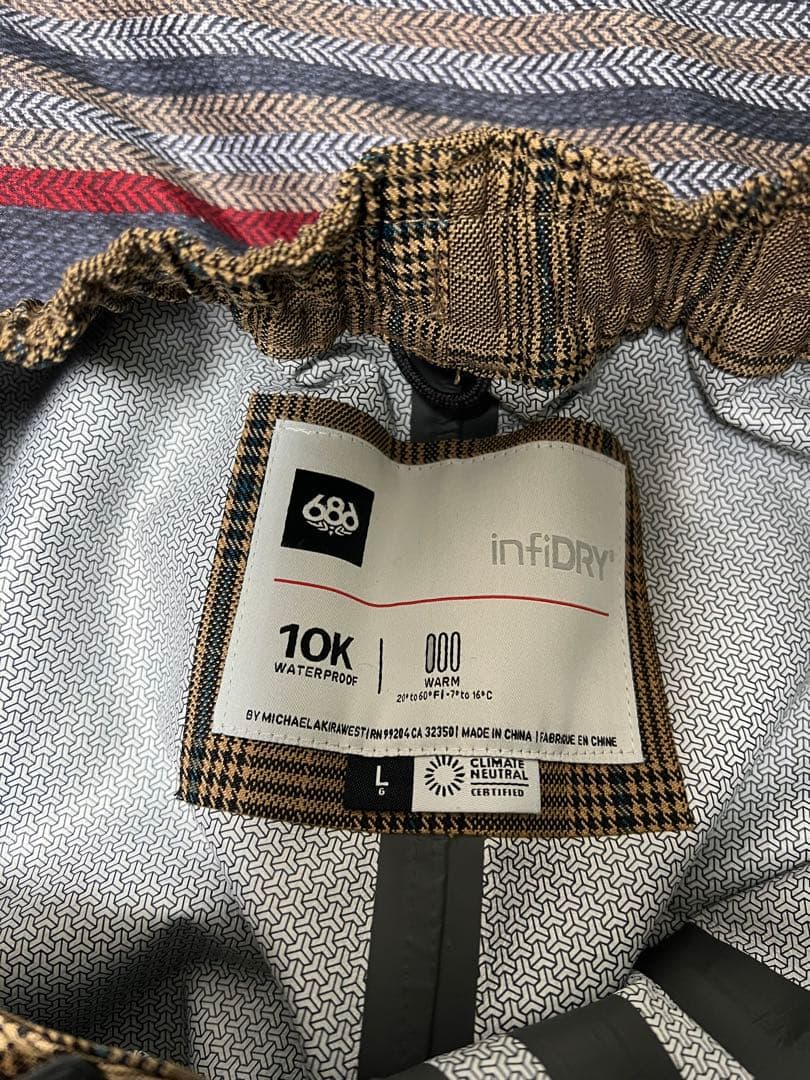 686
infiDRY®
10K
WATERPROOF
WARM
20° to 60°F | -7° to 16°C
BY MICHAEL AKIRA WEST | RN 99204 CA 32350 | MADE IN CHINA | FABRIQUÉ EN CHINE
L
G
CLIMATE
NEUTRAL
CERTIFIED